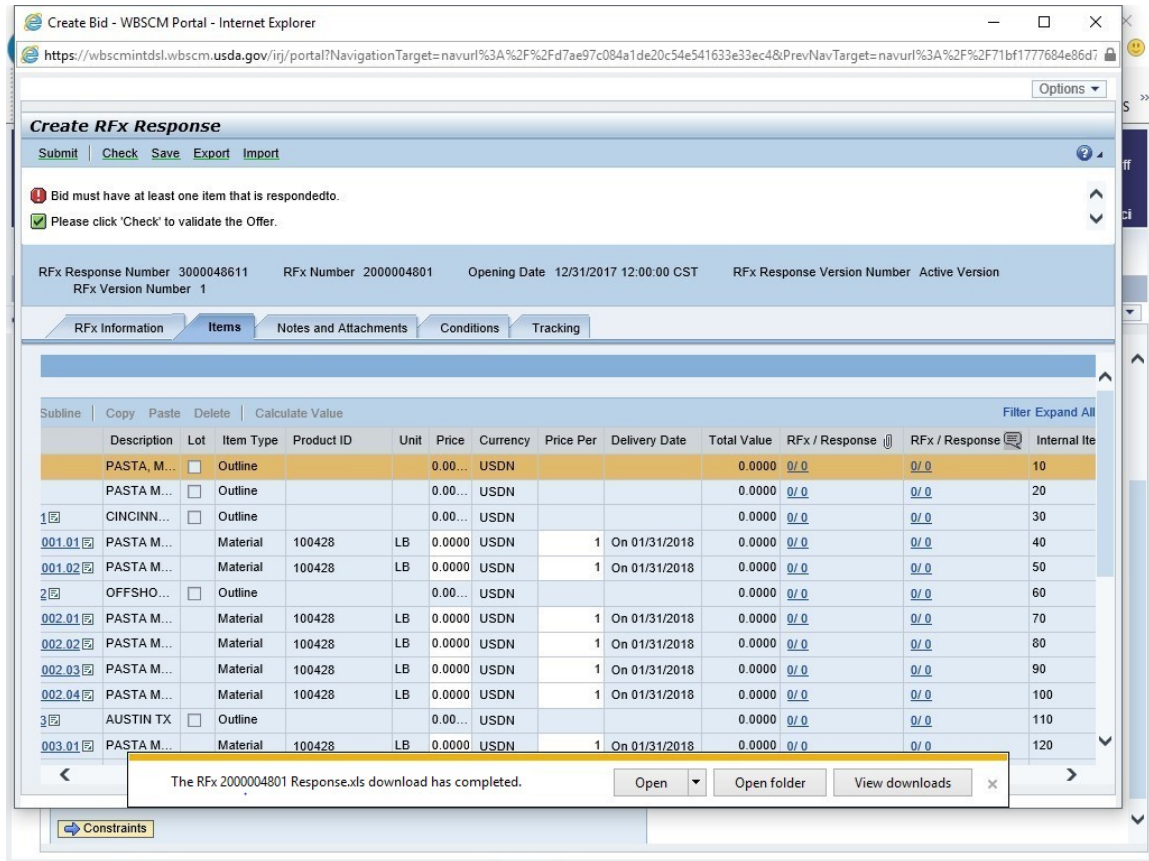 Create Bid - WBSCM Portal - Internet Explorer
https://wbscmintdsl.wbscm.usda.gov/irj/portal?NavigationTarget=navurl%3A%2F%2Fd7ae97c084a1de20c54e541633e33ec4&PrevNavTarget=navurl%3A%2F%2F71bf1777684e86d7
Options
Create RFx Response
Submit Check Save Export Import
Bid must have at least one item that is respondedto.
Please click 'Check' to validate the Offer.
RFx Response Number 3000048611 RFx Number 2000004801 Opening Date 12/31/2017 12:00:00 CST RFx Response Version Number Active Version
RFx Version Number 1
RFx Information Items Notes and Attachments Conditions Tracking
Subline Copy Paste Delete Calculate Value Filter Expand All
Description Lot Item Type Product ID Unit Price Currency Price Per Delivery Date Total Value RFx / Response RFx / Response Internal Ite
PASTA, M... Outline 0.00... USDN 0.0000 0/ 0 0/ 0 10
PASTA M... Outline 0.00... USDN 0.0000 0/ 0 0/ 0 20
1 CINCINN... Outline 0.00... USDN 0.0000 0/ 0 0/ 0 30
001.01 PASTA M... Material 100428 LB 0.0000 USDN 1 On 01/31/2018 0.0000 0/ 0 0/ 0 40
001.02 PASTA M... Material 100428 LB 0.0000 USDN 1 On 01/31/2018 0.0000 0/ 0 0/ 0 50
2 OFFSHO... Outline 0.00... USDN 0.0000 0/ 0 0/ 0 60
002.01 PASTA M... Material 100428 LB 0.0000 USDN 1 On 01/31/2018 0.0000 0/ 0 0/ 0 70
002.02 PASTA M... Material 100428 LB 0.0000 USDN 1 On 01/31/2018 0.0000 0/ 0 0/ 0 80
002.03 PASTA M... Material 100428 LB 0.0000 USDN 1 On 01/31/2018 0.0000 0/ 0 0/ 0 90
002.04 PASTA M... Material 100428 LB 0.0000 USDN 1 On 01/31/2018 0.0000 0/ 0 0/ 0 100
3 AUSTIN TX Outline 0.00... USDN 0.0000 0/ 0 0/ 0 110
003.01 PASTA M... Material 100428 LB 0.0000 USDN 1 On 01/31/2018 0.0000 0/ 0 0/ 0 120
The RFx 2000004801 Response.xls download has completed. Open Open folder View downloads
Constraints